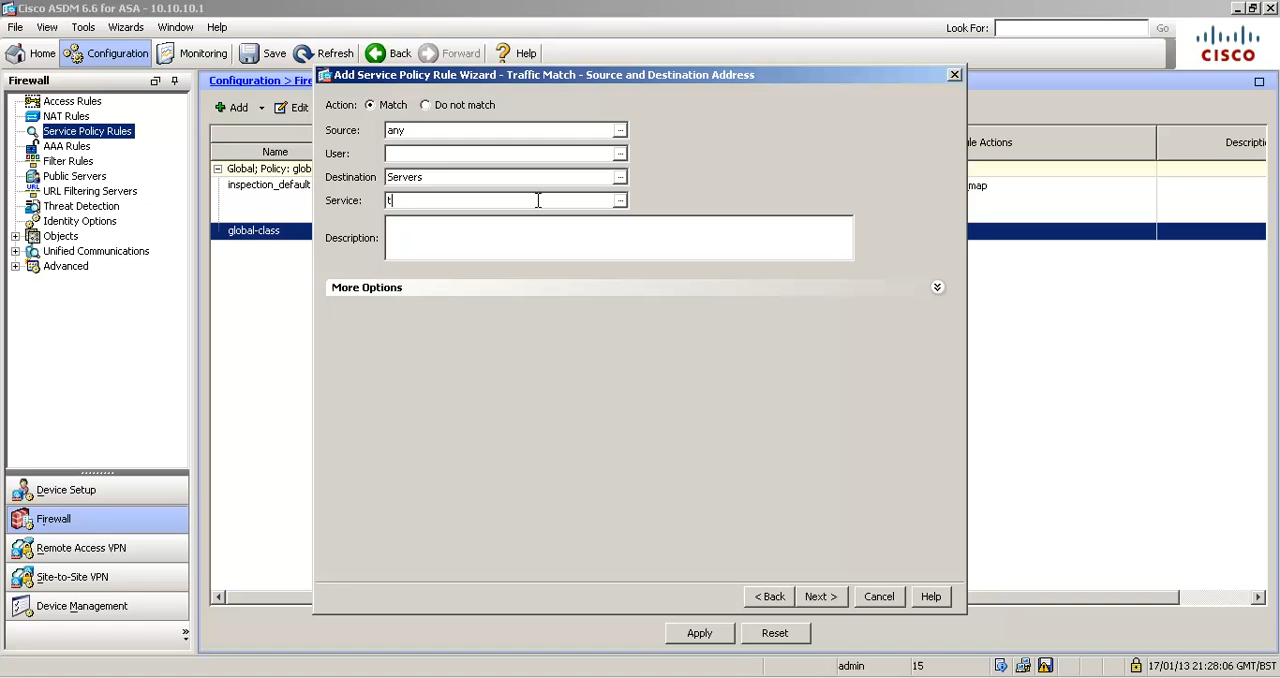 Cisco ASDM 6.6 for ASA - 10.10.10.1
File View Tools Wizards Window Help Look For: Go
Home Configuration Monitoring Save Refresh Back Forward Help
CISCO
Firewall
Access Rules
NAT Rules
Service Policy Rules
AAA Rules
Filter Rules
Public Servers
URL Filtering Servers
Threat Detection
Identity Options
Objects
Unified Communications
Advanced
Device Setup
Firewall
Remote Access VPN
Site-to-Site VPN
Device Management
Configuration > Fire
Add Edit
Name
Global; Policy: glob
inspection_default
global-class
le Actions
Descripti
_map
Add Service Policy Rule Wizard - Traffic Match - Source and Destination Address
Action: Match Do not match
Source: any
User:
Destination Servers
Service: t
Description:
More Options
< Back Next > Cancel Help
Apply Reset
admin 15 17/01/13 21:28:06 GMT/BST